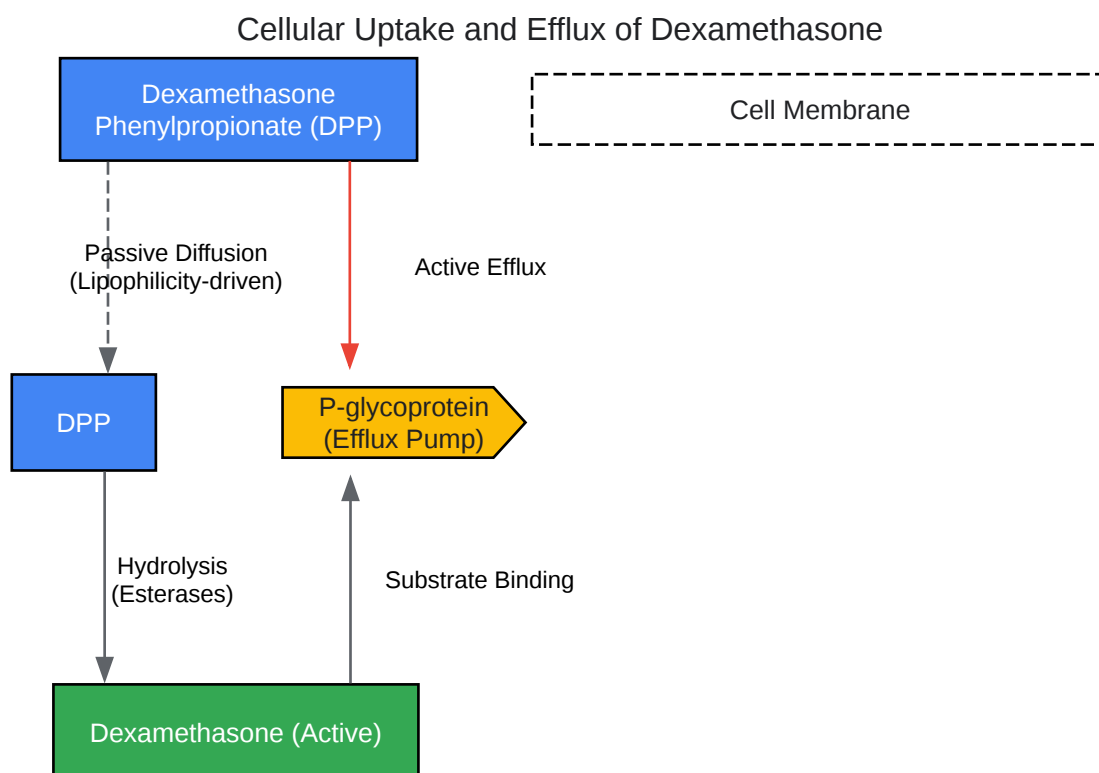 Cellular Uptake and Efflux of Dexamethasone
Dexamethasone
Phenylpropionate (DPP)
Cell Membrane
Passive Diffusion
(Lipophilicity-driven)
Active Efflux
DPP
P-glycoprotein
(Efflux Pump)
Hydrolysis
(Esterases)
Substrate Binding
Dexamethasone (Active)